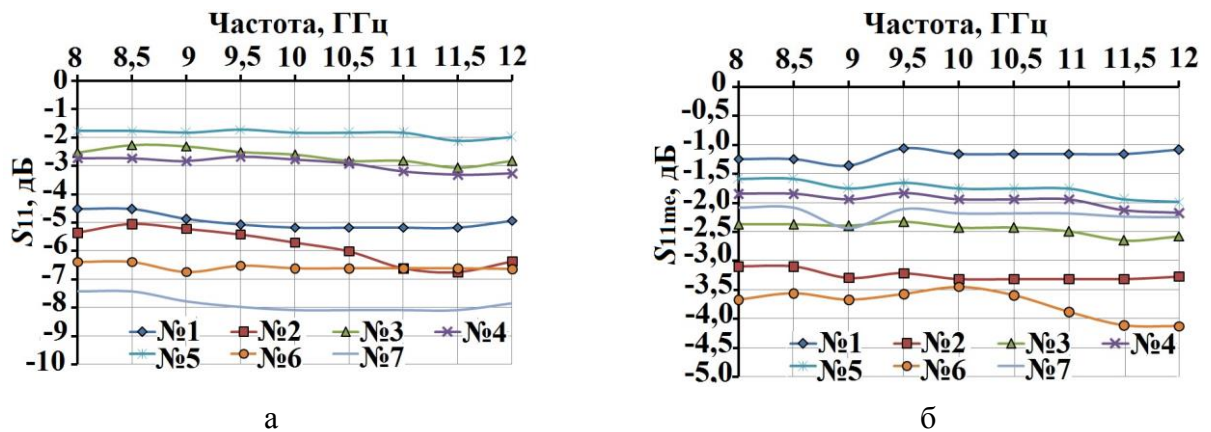 Частота, ГГц
8 8,5 9 9,5 10 10,5 11 11,5 12
0
-1
-2
-3
-4
-5
-6
-7
-8
-9
-10
S11, дБ
№1 №2 №3 №4
№5 №6 №7
а
Частота, ГГц
8 8,5 9 9,5 10 10,5 11 11,5 12
0
-0,5
-1,0
-1,5
-2,0
-2,5
-3,0
-3,5
-4,0
-4,5
-5,0
S11me, дБ
№1 №2 №3 №4
№5 №6 №7
б